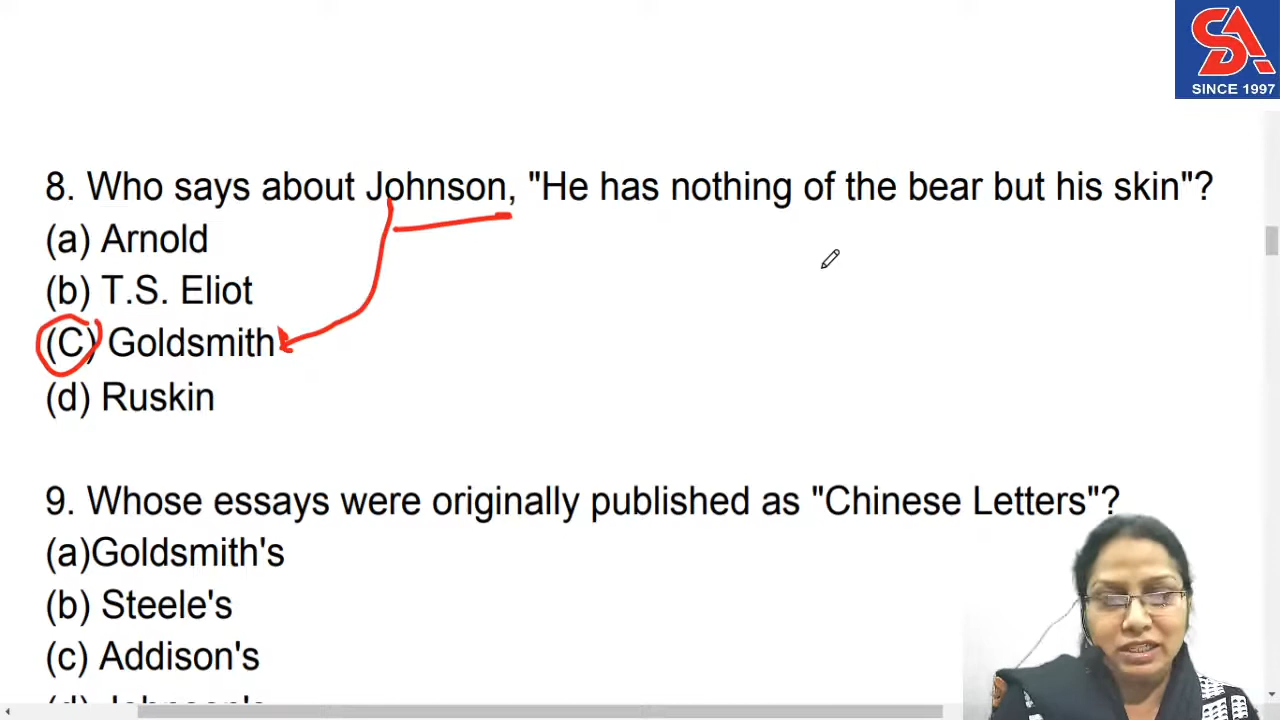 SINCE 1997
8. Who says about Johnson, "He has nothing of the bear but his skin"?
(a) Arnold
(b) T.S. Eliot
(C) Goldsmith
(d) Ruskin
9. Whose essays were originally published as "Chinese Letters"?
(a)Goldsmith's
(b) Steele's
(c) Addison's